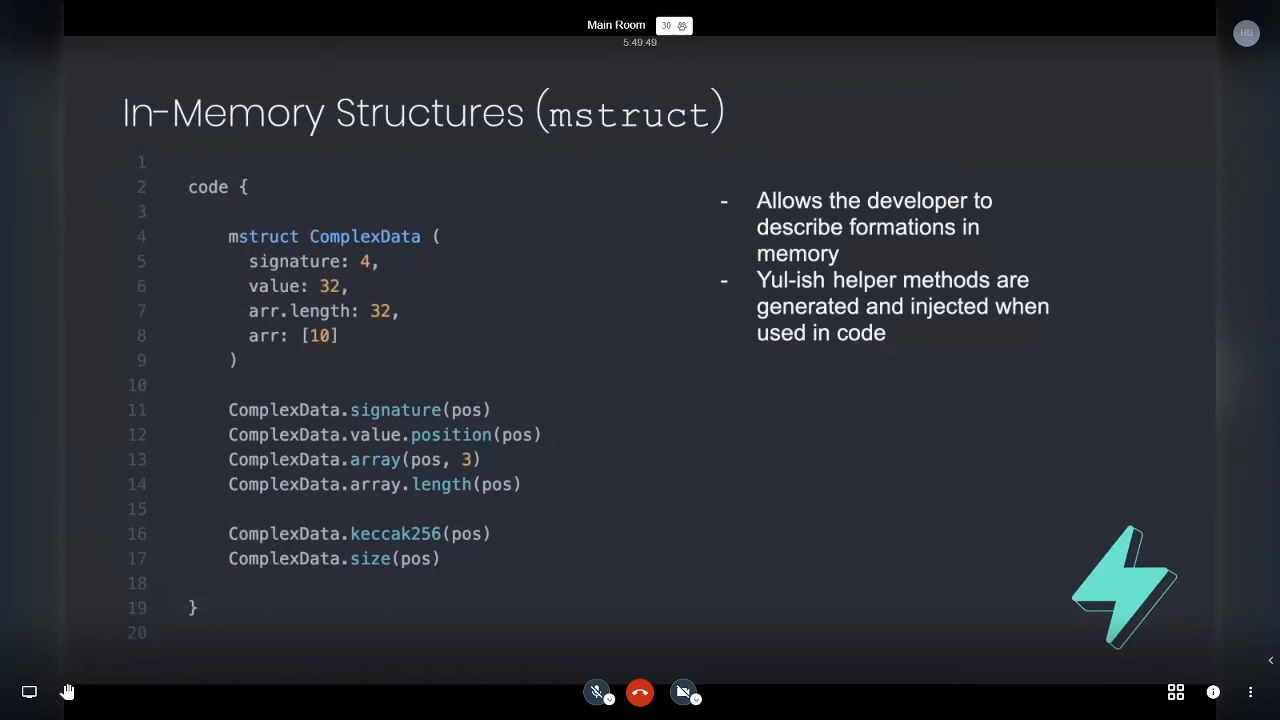 Main Room 30
5:49:49
HD
In-Memory Structures (mstruct)
1
2 code {
3
4 mstruct ComplexData (
5 signature: 4,
6 value: 32,
7 arr.length: 32,
8 arr: [10]
9 )
10
11 ComplexData.signature(pos)
12 ComplexData.value.position(pos)
13 ComplexData.array(pos, 3)
14 ComplexData.array.length(pos)
15
16 ComplexData.keccak256(pos)
17 ComplexData.size(pos)
18
19 }
20
- Allows the developer to
describe formations in
memory
- Yul-ish helper methods are
generated and injected when
used in code